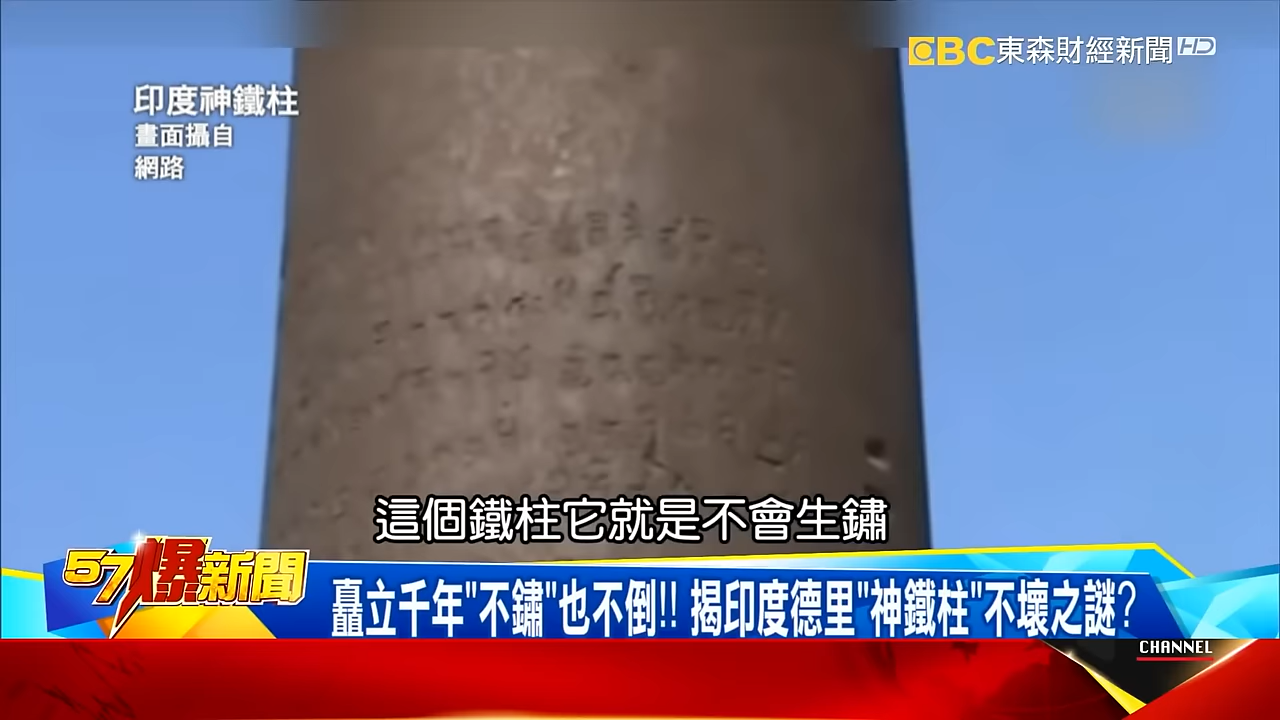 EBC東森財經新聞HD
印度神鐵柱
畫面攝自
網路
這個鐵柱它就是不會生鏽
57爆新聞
矗立千年"不鏽"也不倒!! 揭印度德里"神鐵柱"不壞之謎?
CHANNEL